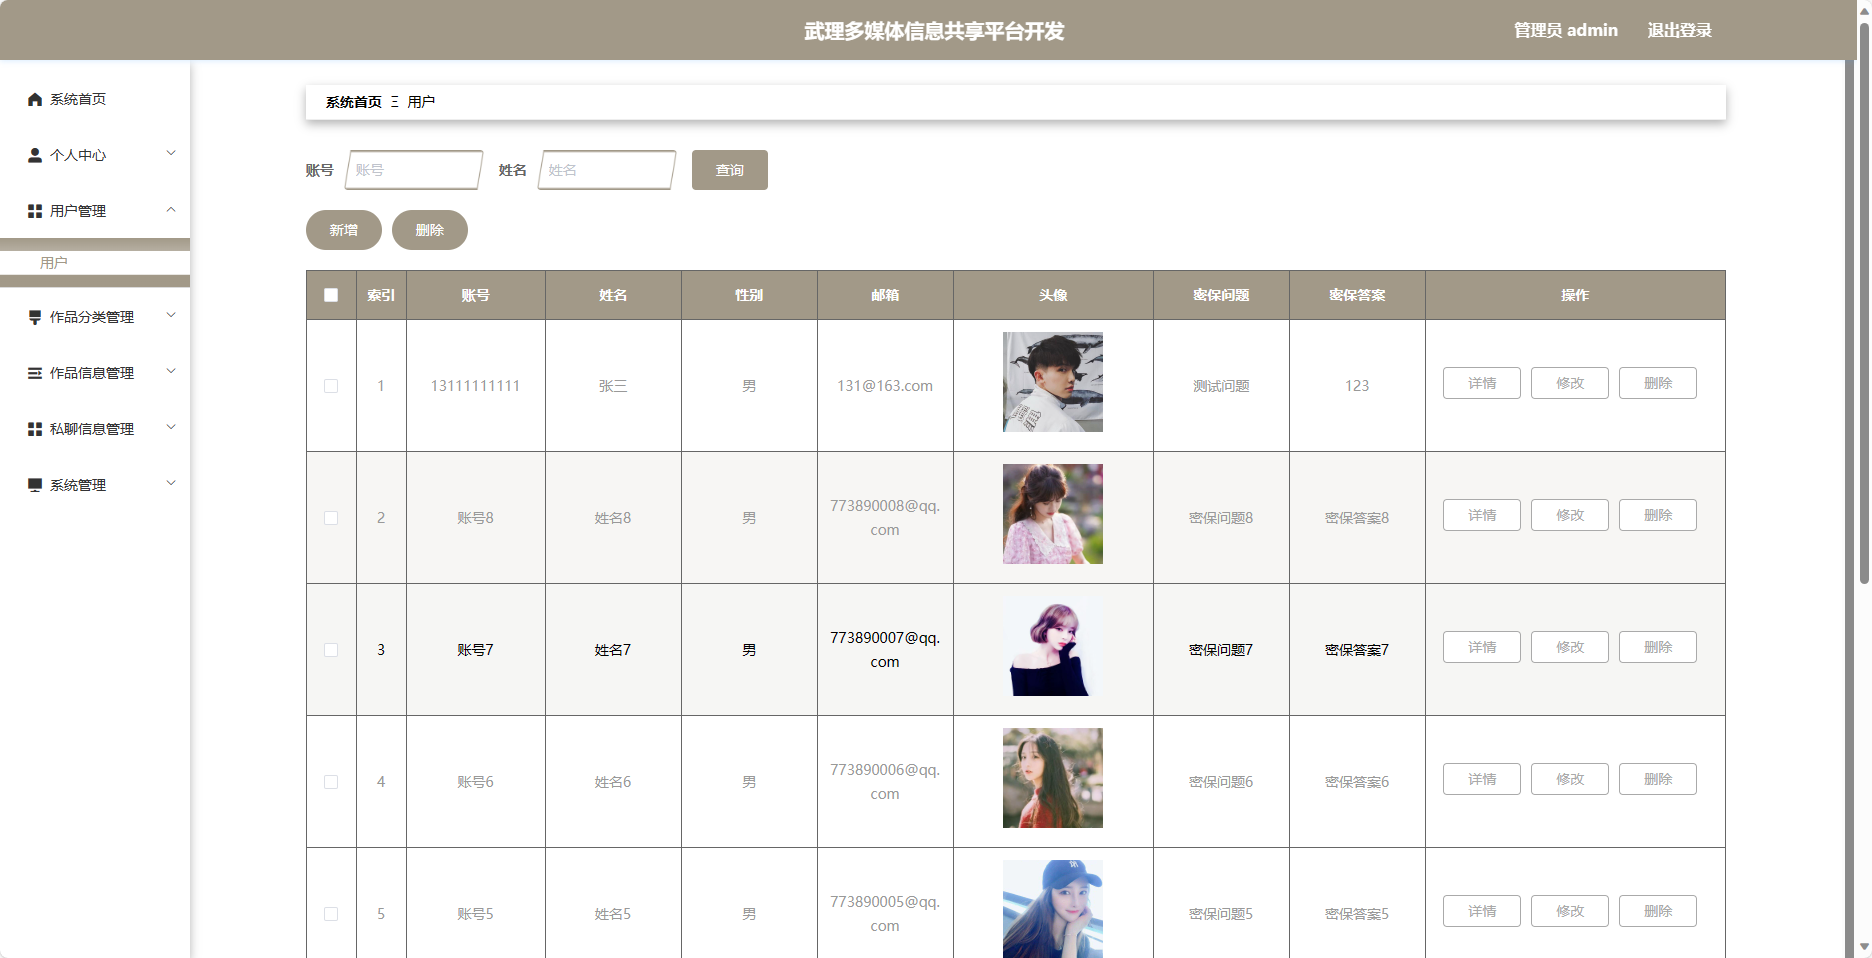 武理多媒体信息共享平台开发
管理员 admin
退出登录
系统首页
个人中心
用户管理
用户
作品分类管理
作品信息管理
私聊信息管理
系统管理
系统首页 Ξ 用户
账号 账号 姓名 姓名 查询
新增 删除
索引 账号 姓名 性别 邮箱 头像 密保问题 密保答案 操作
1 13111111111 张三 男 131@163.com 测试问题 123 详情 修改 删除
2 账号8 姓名8 男 773890008@qq.
com 密保问题8 密保答案8 详情 修改 删除
3 账号7 姓名7 男 773890007@qq.
com 密保问题7 密保答案7 详情 修改 删除
4 账号6 姓名6 男 773890006@qq.
com 密保问题6 密保答案6 详情 修改 删除
5 账号5 姓名5 男 773890005@qq.
com 密保问题5 密保答案5 详情 修改 删除